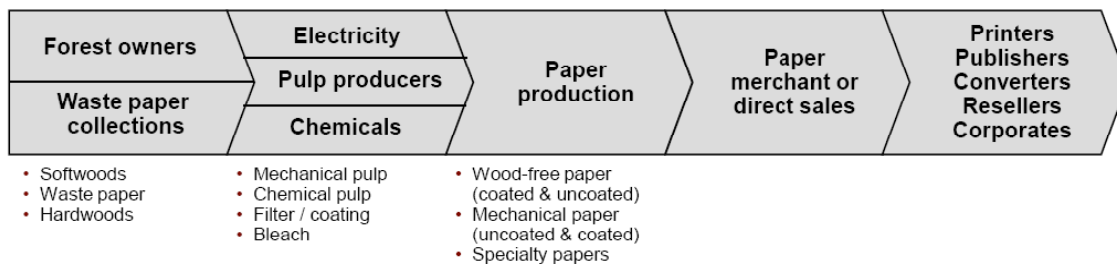 Forest owners
Waste paper
collections
Electricity
Pulp producers
Chemicals
Paper
production
Paper
merchant or
direct sales
Printers
Publishers
Converters
Resellers
Corporates
• Softwoods
• Waste paper
• Hardwoods
• Mechanical pulp
• Chemical pulp
• Filter / coating
• Bleach
• Wood-free paper
(coated & uncoated)
• Mechanical paper
(uncoated & coated)
• Specialty papers